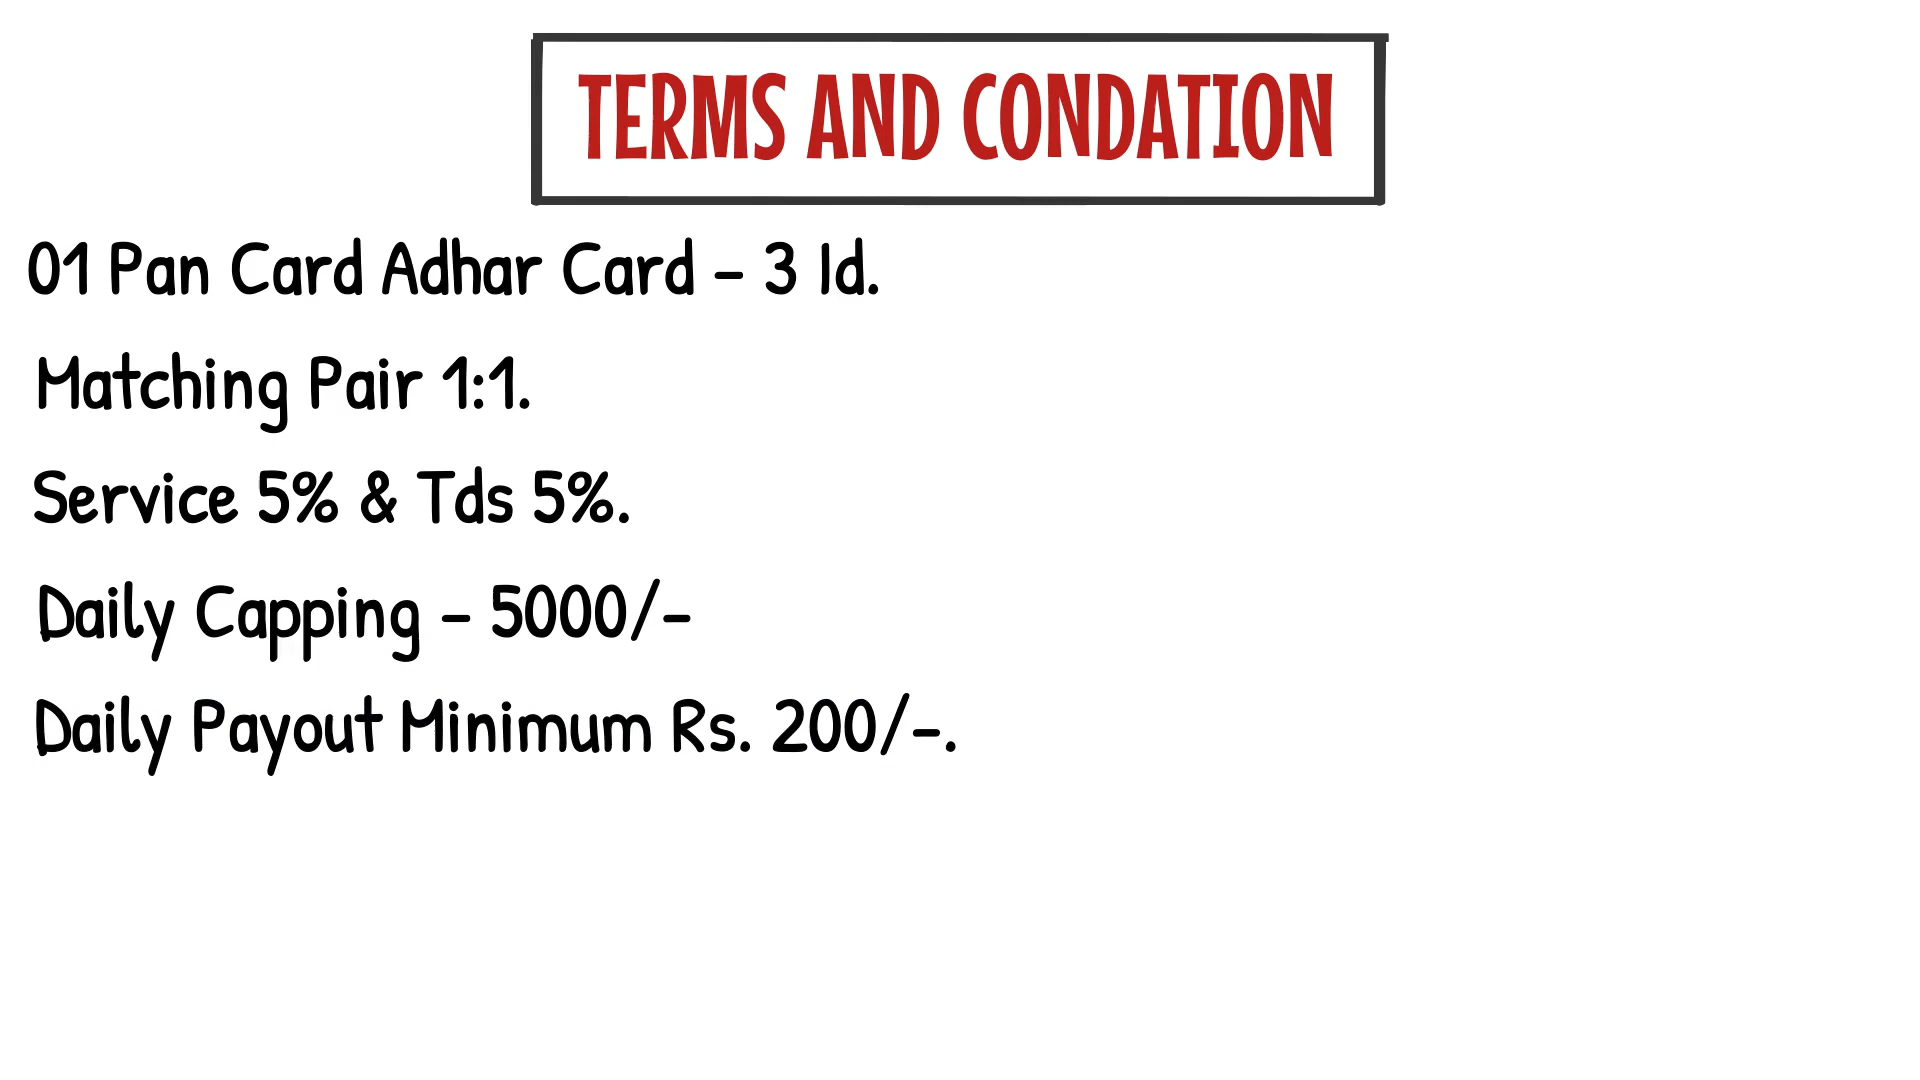 TERMS AND CONDATION
01 Pan Card Adhar Card - 3 Id.
Matching Pair 1:1.
Service 5% & Tds 5%.
Daily Capping - 5000/-
Daily Payout Minimum Rs. 200/-.